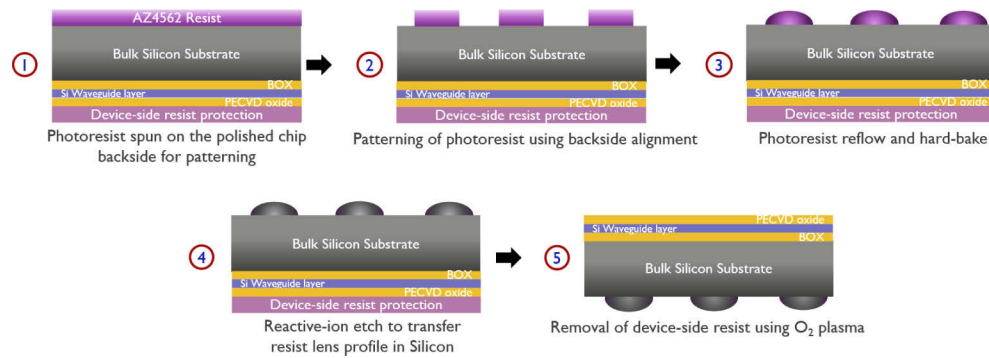 AZ4562 Resist
Bulk Silicon Substrate
BOX
Si Waveguide layer
PECVD oxide
Device-side resist protection
1
Photoresist spun on the polished chip
backside for patterning
Bulk Silicon Substrate
BOX
Si Waveguide layer
PECVD oxide
Device-side resist protection
2
Patterning of photoresist using backside alignment
Bulk Silicon Substrate
BOX
Si Waveguide layer
PECVD oxide
Device-side resist protection
3
Photoresist reflow and hard-bake
Bulk Silicon Substrate
BOX
Si Waveguide layer
PECVD oxide
Device-side resist protection
4
Reactive-ion etch to transfer
resist lens profile in Silicon
PECVD oxide
Si Waveguide layer
BOX
Bulk Silicon Substrate
5
Removal of device-side resist using O₂ plasma